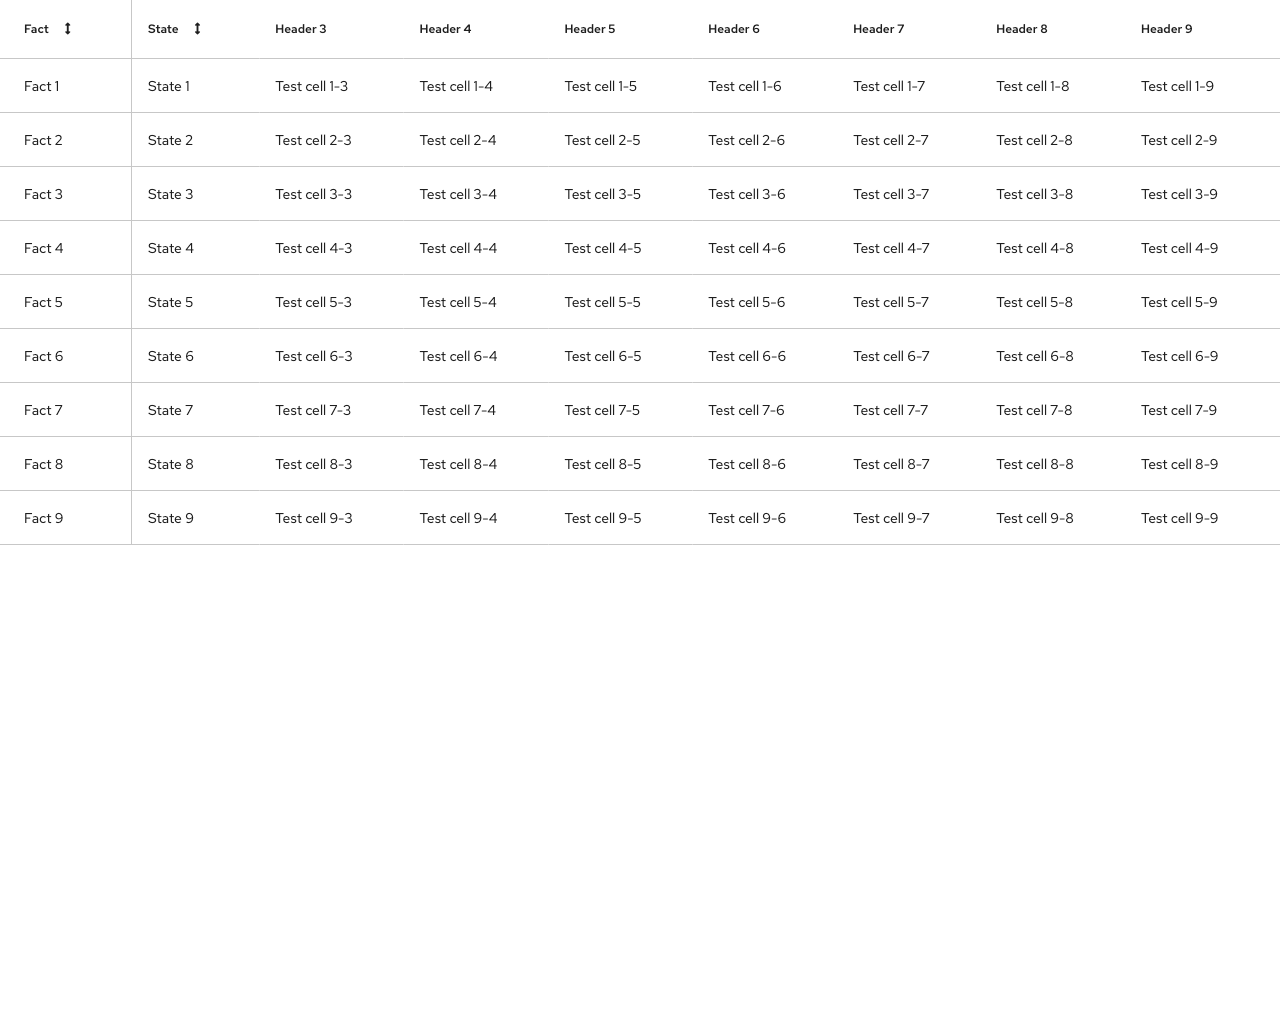 Fact State Header 3 Header 4 Header 5 Header 6 Header 7 Header 8 Header 9
Fact 1 State 1 Test cell 1-3 Test cell 1-4 Test cell 1-5 Test cell 1-6 Test cell 1-7 Test cell 1-8 Test cell 1-9
Fact 2 State 2 Test cell 2-3 Test cell 2-4 Test cell 2-5 Test cell 2-6 Test cell 2-7 Test cell 2-8 Test cell 2-9
Fact 3 State 3 Test cell 3-3 Test cell 3-4 Test cell 3-5 Test cell 3-6 Test cell 3-7 Test cell 3-8 Test cell 3-9
Fact 4 State 4 Test cell 4-3 Test cell 4-4 Test cell 4-5 Test cell 4-6 Test cell 4-7 Test cell 4-8 Test cell 4-9
Fact 5 State 5 Test cell 5-3 Test cell 5-4 Test cell 5-5 Test cell 5-6 Test cell 5-7 Test cell 5-8 Test cell 5-9
Fact 6 State 6 Test cell 6-3 Test cell 6-4 Test cell 6-5 Test cell 6-6 Test cell 6-7 Test cell 6-8 Test cell 6-9
Fact 7 State 7 Test cell 7-3 Test cell 7-4 Test cell 7-5 Test cell 7-6 Test cell 7-7 Test cell 7-8 Test cell 7-9
Fact 8 State 8 Test cell 8-3 Test cell 8-4 Test cell 8-5 Test cell 8-6 Test cell 8-7 Test cell 8-8 Test cell 8-9
Fact 9 State 9 Test cell 9-3 Test cell 9-4 Test cell 9-5 Test cell 9-6 Test cell 9-7 Test cell 9-8 Test cell 9-9